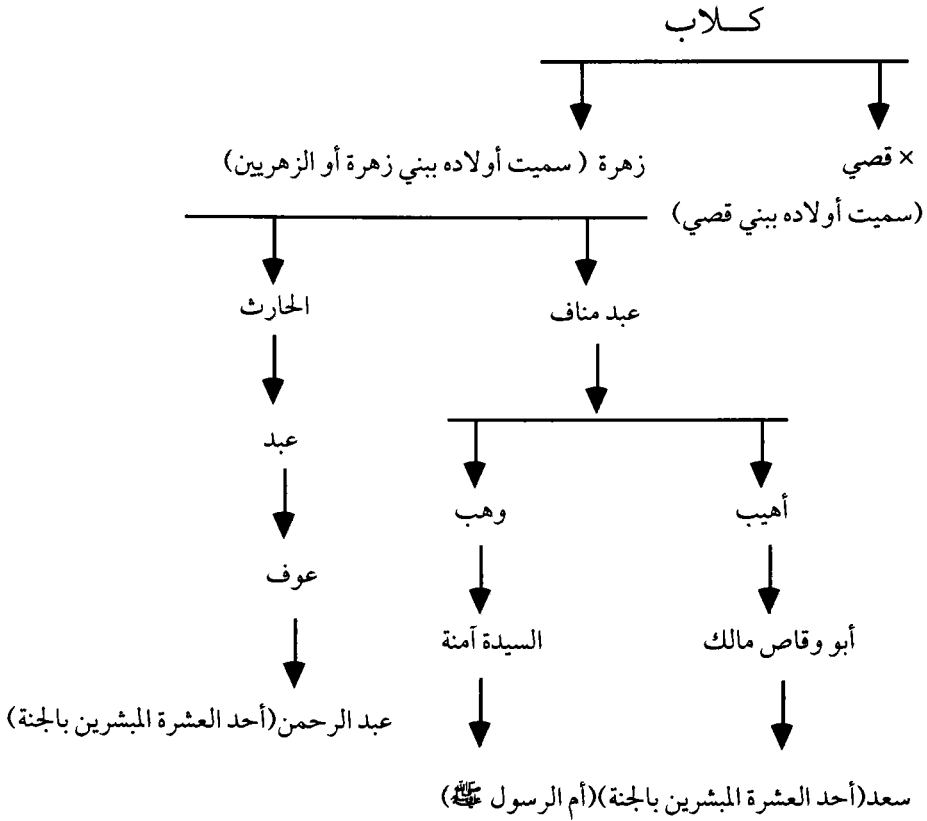 كــلاب
× قصي
زهرة ( سميت أولاده ببني زهرة أو الزهريين)
(سميت أولاده ببني قصي)
عبد مناف
الحارث
عبد
أهيب
وهب
عوف
أبو وقاص مالك
السيدة آمنة
عبد الرحمن(أحد العشرة المبشرين بالجنة)
سعد(أحد العشرة المبشرين بالجنة)(أم الرسول ﷺ)